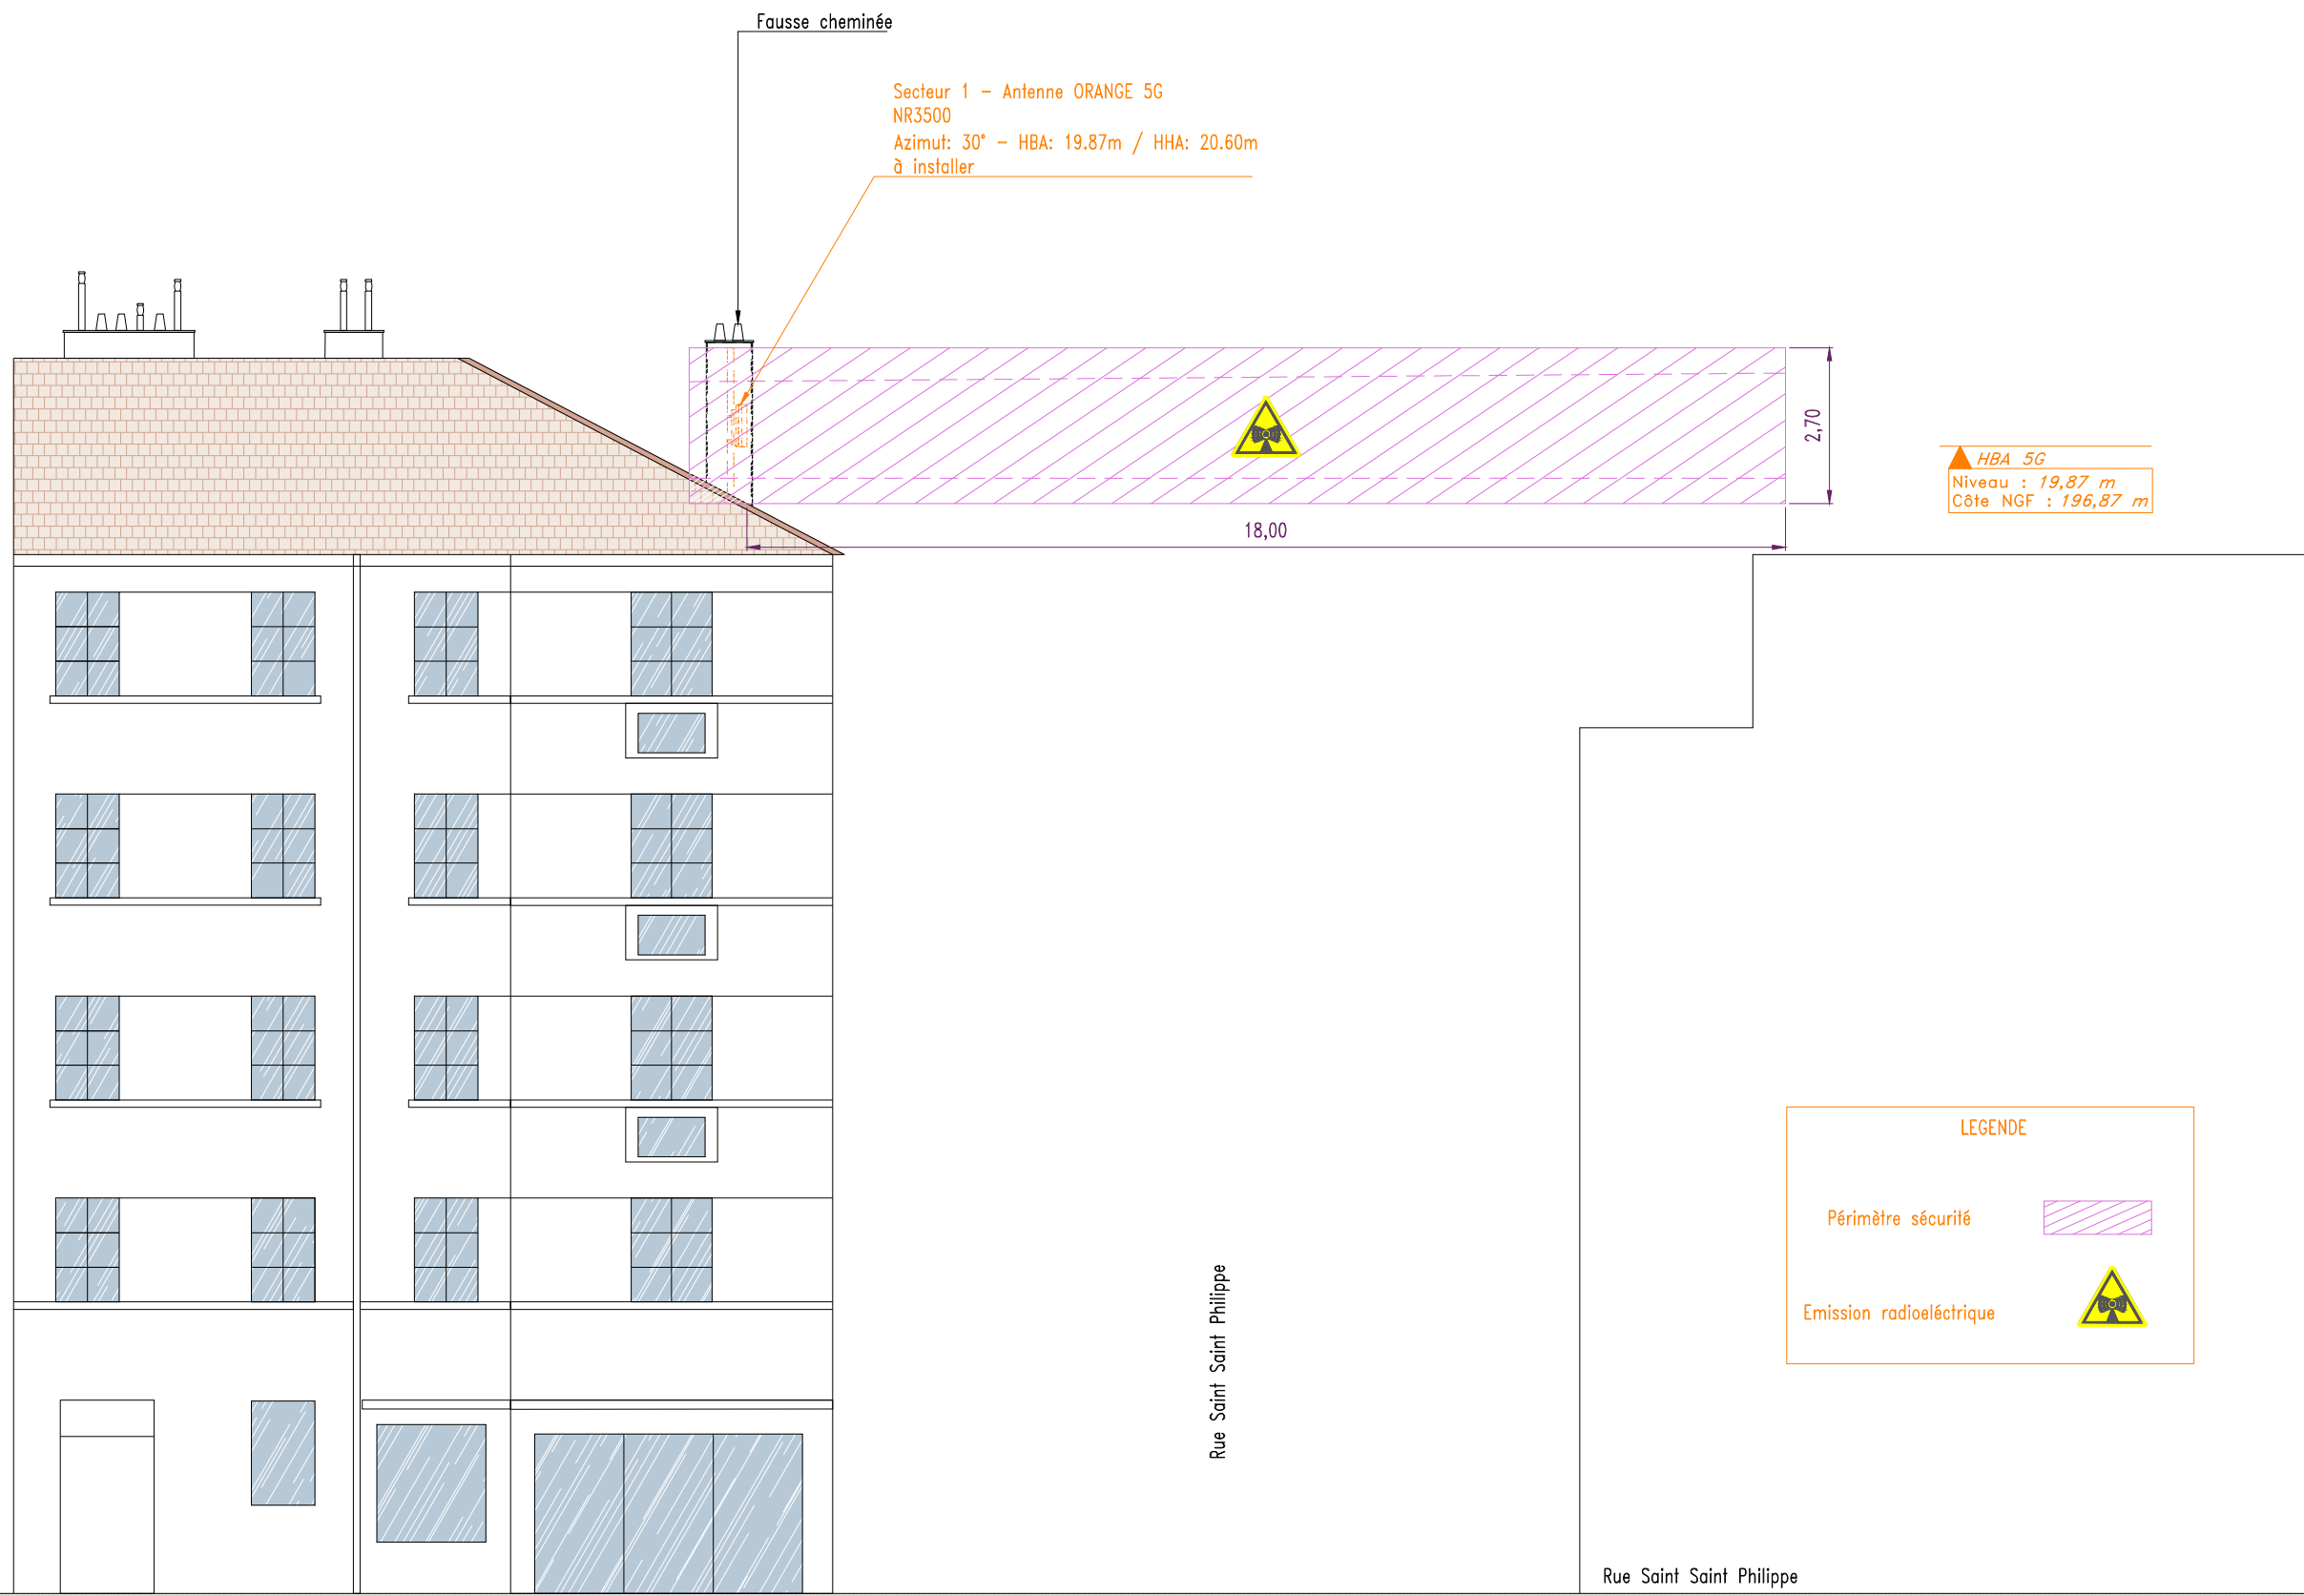 Fausse cheminée
Secteur 1 - Antenne ORANGE 5G
NR3500
Azimut: 30° - HBA: 19.87m / HHA: 20.60m
à installer
2,70
18,00
HBA 5G
Niveau : 19,87 m
Côte NGF : 196,87 m
LEGENDE
Périmètre sécurité
Emission radioeléctrique
Rue Saint Saint Philippe
Rue Saint Saint Philippe